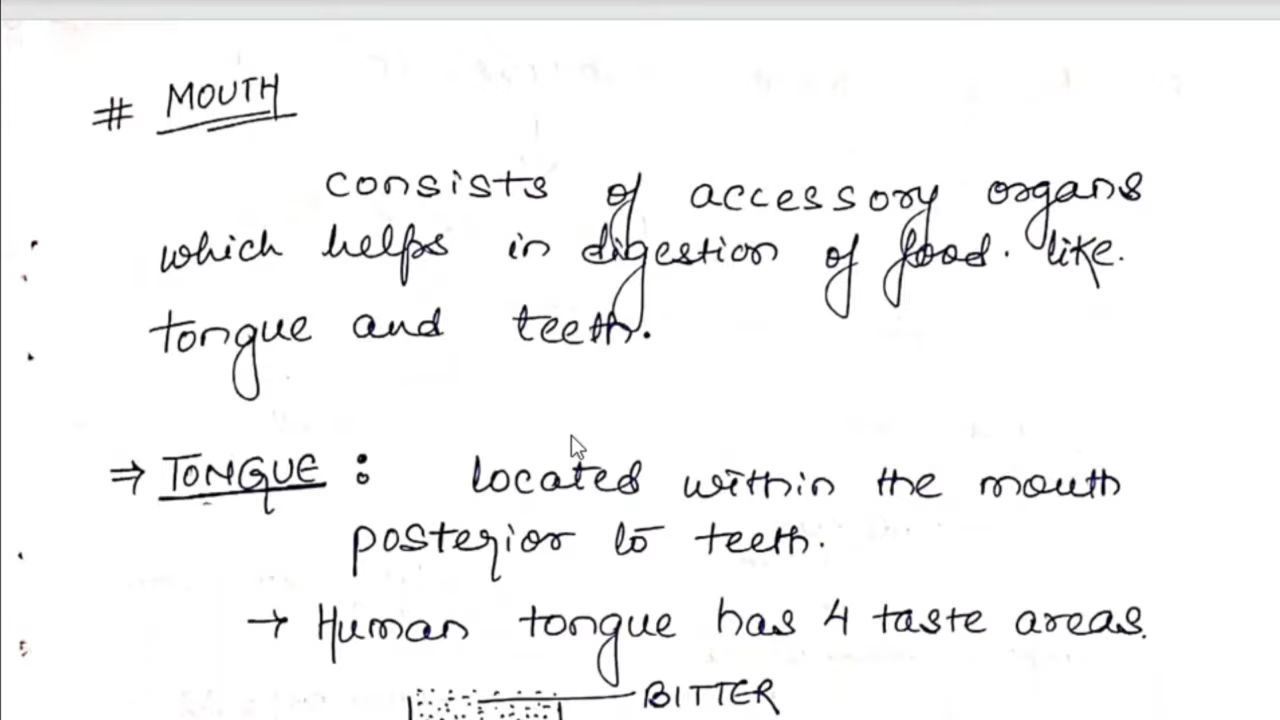 # MOUTH
consists of accessory organs
which helps in digestion of food. like.
tongue and teeth.
⇒ TONGUE : located within the mouth
posterior to teeth.
→ Human tongue has 4 taste areas.
BITTER